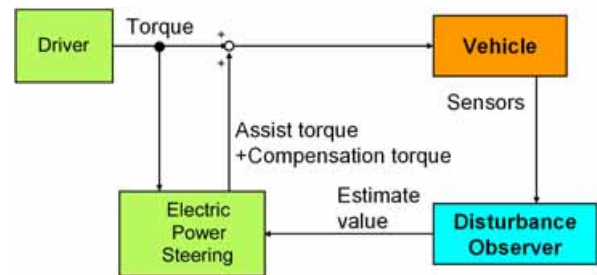 Driver
Torque
+
+
Vehicle
Sensors
Assist torque
+Compensation torque
Electric
Power
Steering
Estimate
value
Disturbance
Observer